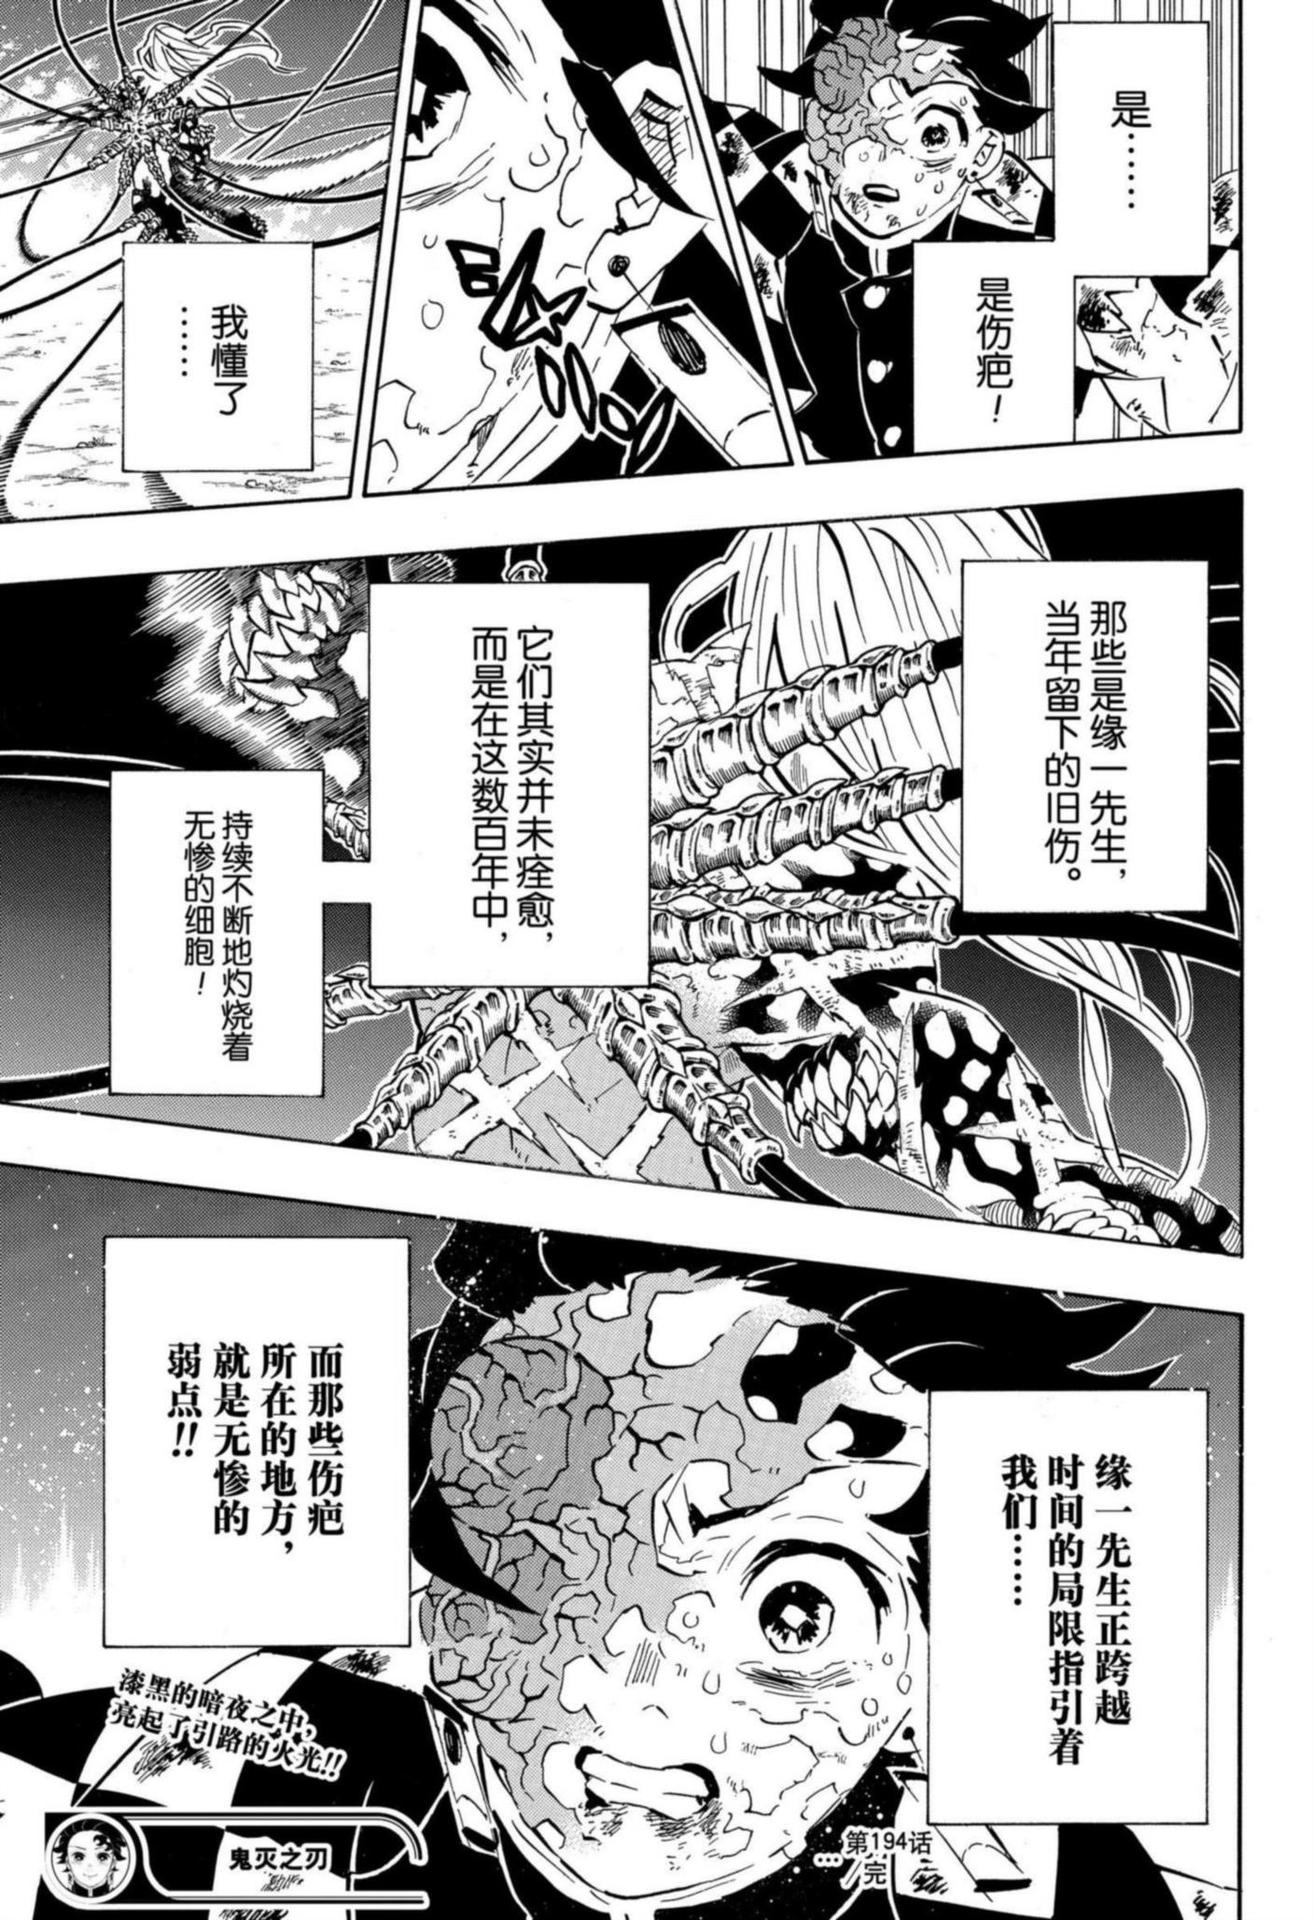 是……
是伤疤！
我懂了
……
那些是缘一先生，
当年留下的旧伤。
它们其实并未痊愈，
而是在这数百年中，
持续不断地灼烧着
无惨的细胞！
缘一先生正跨越
时间的局限指引着
我们……
而那些伤疤
所在的地方，
就是无惨的
弱点!!
漆黑的暗夜之中，
亮起了引路的火光!!
鬼灭之刃
第194话
……完